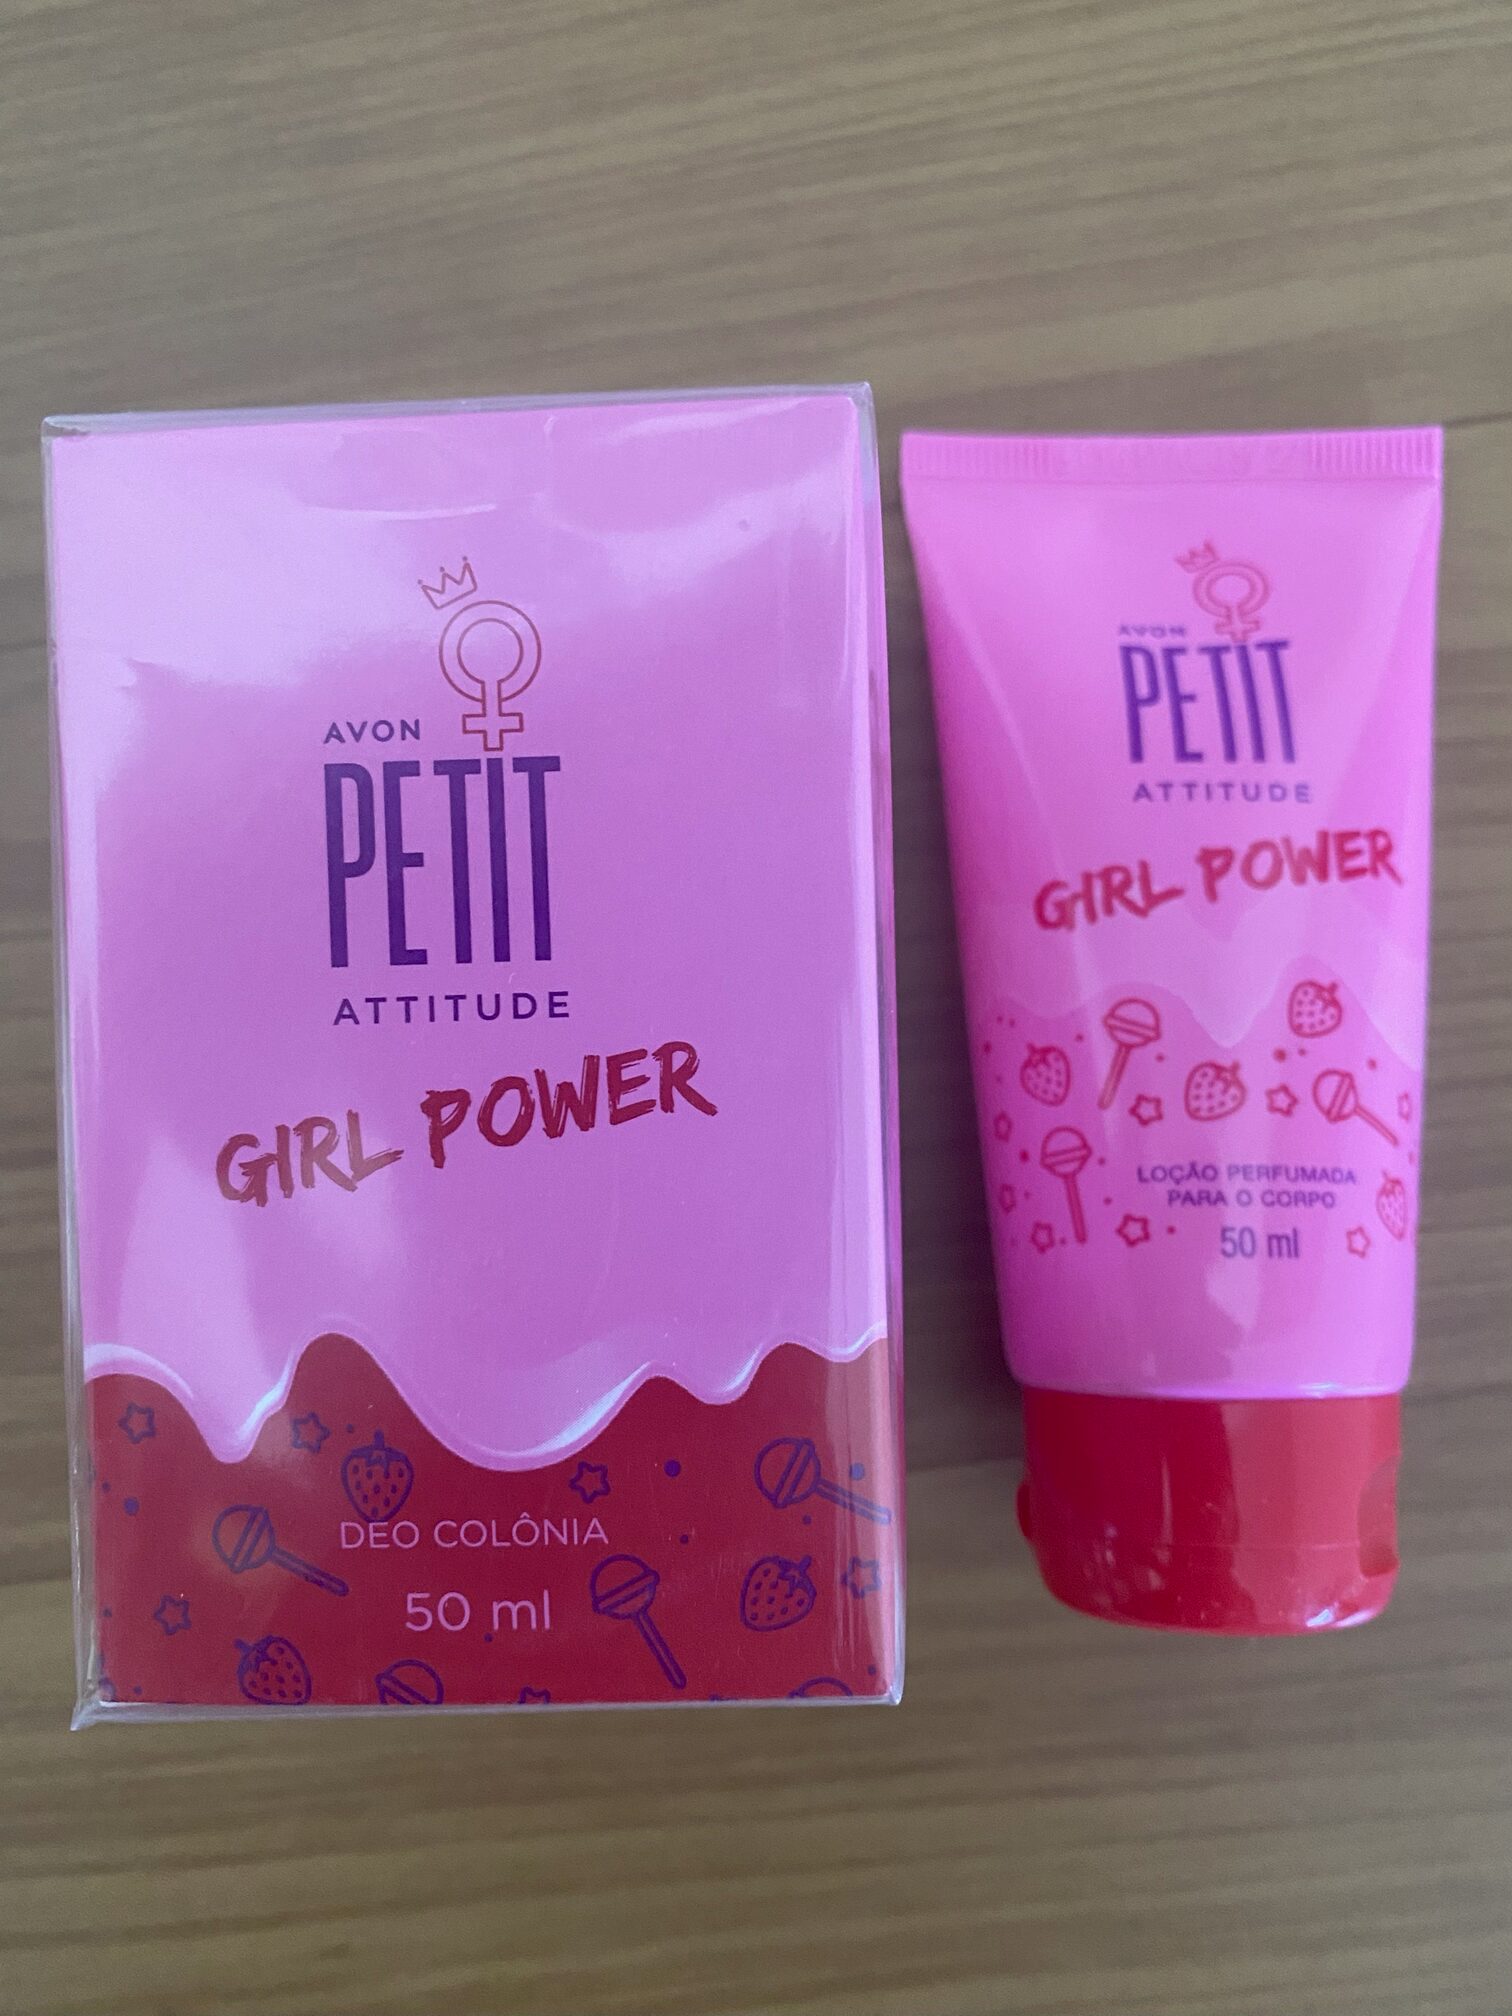 AVON
PETIT
ATTITUDE
GIRL POWER
DEO COLÔNIA
50 ml
AVON
PETIT
ATTITUDE
GIRL POWER
LOÇÃO PERFUMADA
PARA O CORPO
50 ml